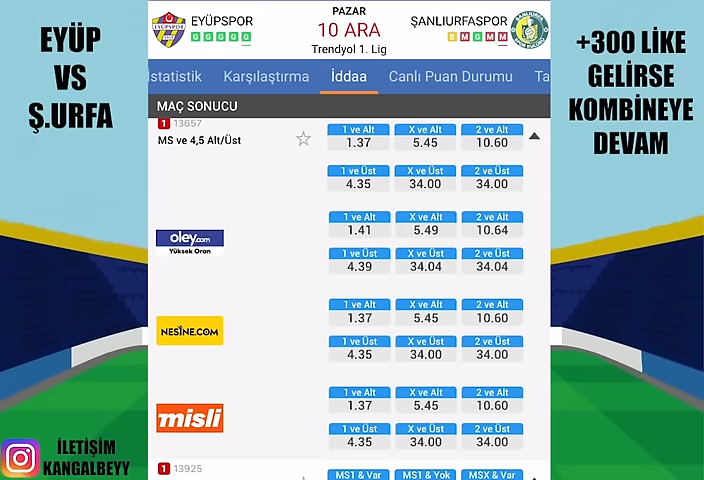 EYÜP
VS
Ş.URFA
EYÜPSPOR
G G G G G
PAZAR
10 ARA
Trendyol 1. Lig
ŞANLIURFASPOR
B M G M M
+300 LİKE
GELİRSE
KOMBİNEYE
DEVAM
İstatistik Karşılaştırma İddaa Canlı Puan Durumu Ta
MAÇ SONUCU
1 13657
MS ve 4,5 Alt/Üst
1 ve Alt X ve Alt 2 ve Alt
1.37 5.45 10.60
1 ve Üst X ve Üst 2 ve Üst
4.35 34.00 34.00
oley.com
Yüksek Oran
1 ve Alt X ve Alt 2 ve Alt
1.41 5.49 10.64
1 ve Üst X ve Üst 2 ve Üst
4.39 34.04 34.04
NESİNE.COM
1 ve Alt X ve Alt 2 ve Alt
1.37 5.45 10.60
1 ve Üst X ve Üst 2 ve Üst
4.35 34.00 34.00
misli
1 ve Alt X ve Alt 2 ve Alt
1.37 5.45 10.60
1 ve Üst X ve Üst 2 ve Üst
4.35 34.00 34.00
1 13925
MS1 & Var MS1 & Yok MSX & Var
İLETİŞİM
KANGALBEYY